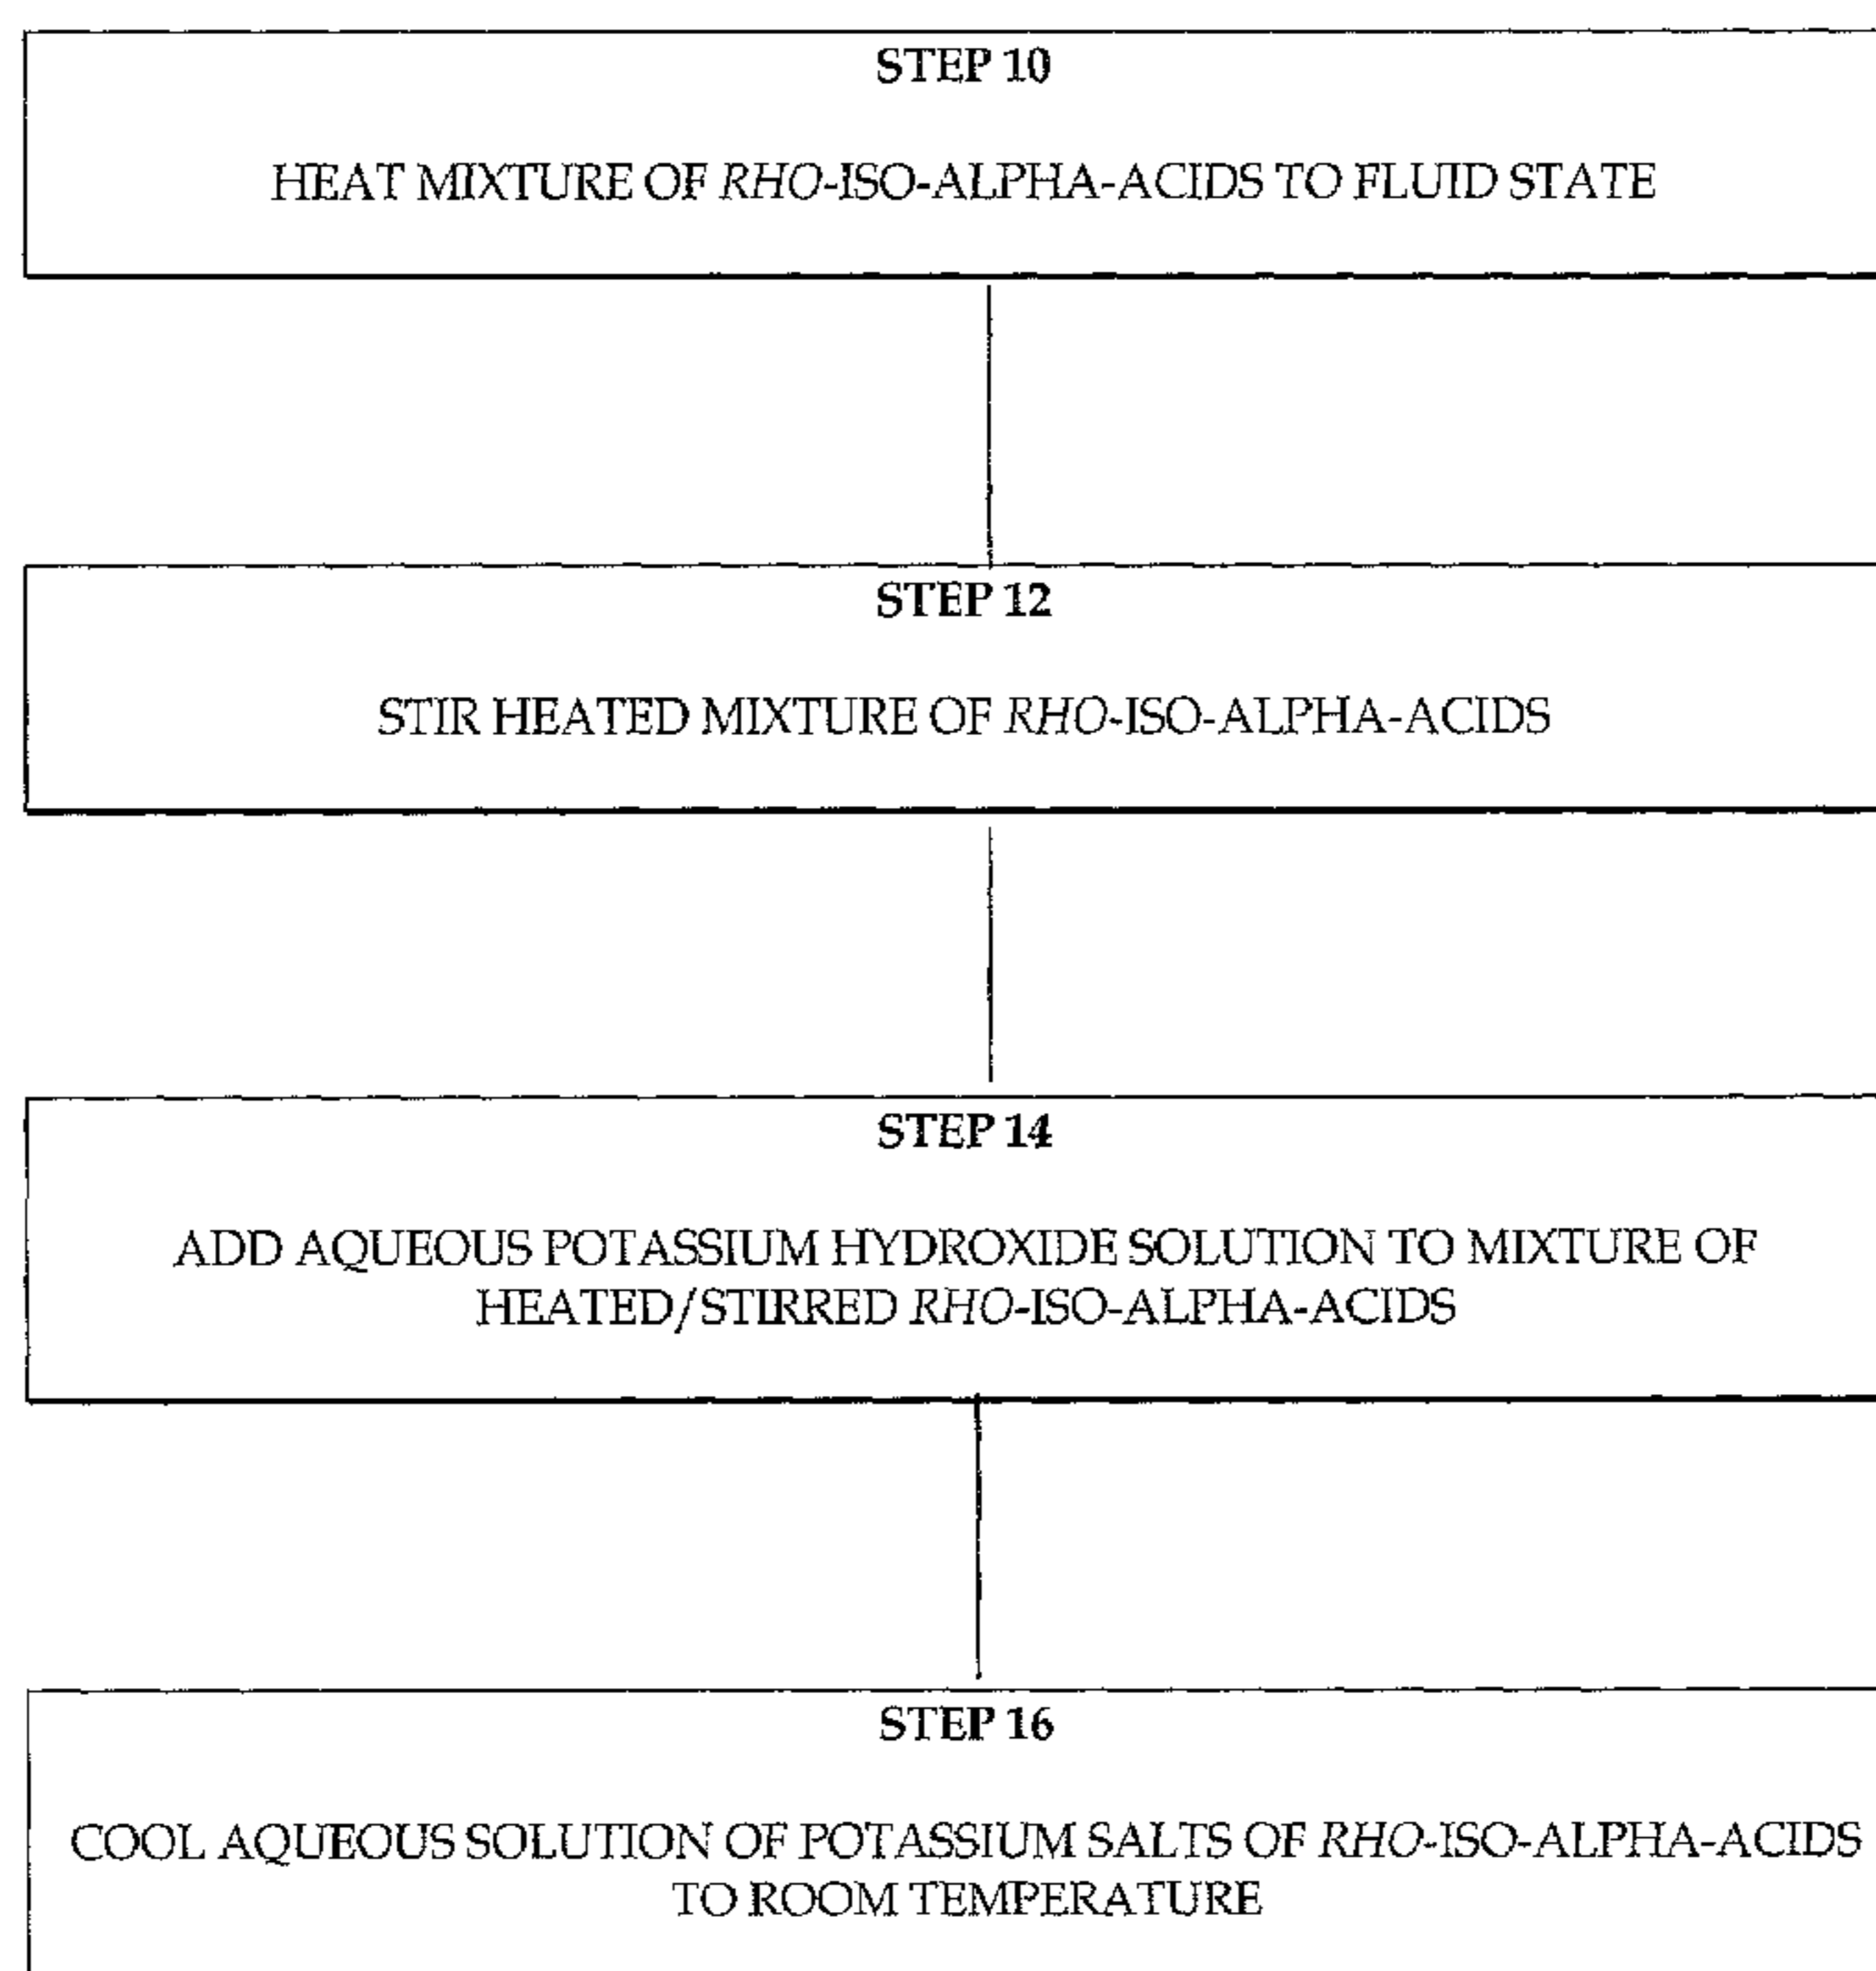 STEP 10
HEAT MIXTURE OF RHO-ISO-ALPHA-ACIDS TO FLUID STATE
STEP 12
STIR HEATED MIXTURE OF RHO-ISO-ALPHA-ACIDS
STEP 14
ADD AQUEOUS POTASSIUM HYDROXIDE SOLUTION TO MIXTURE OF
HEATED/STIRRED RHO-ISO-ALPHA-ACIDS
STEP 16
COOL AQUEOUS SOLUTION OF POTASSIUM SALTS OF RHO-ISO-ALPHA-ACIDS
TO ROOM TEMPERATURE